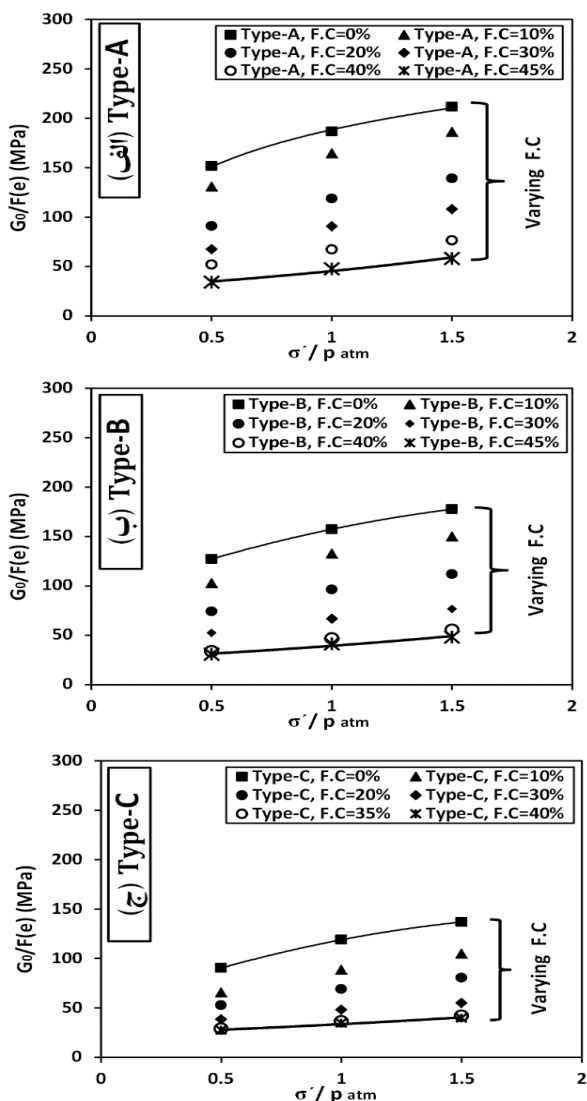 (الف) Type-A
G0/F(e) (MPa)
300
250
200
150
100
50
0
Type-A, F.C=0% Type-A, F.C=10%
Type-A, F.C=20% Type-A, F.C=30%
Type-A, F.C=40% Type-A, F.C=45%
Varying F.C
0 0.5 1 1.5 2
σ´/ p atm
(ب) Type-B
G0/F(e) (MPa)
300
250
200
150
100
50
0
Type-B, F.C=0% Type-B, F.C=10%
Type-B, F.C=20% Type-B, F.C=30%
Type-B, F.C=40% Type-B, F.C=45%
Varying F.C
0 0.5 1 1.5 2
σ´/ p atm
(ج) Type-C
G0/F(e) (MPa)
300
250
200
150
100
50
0
Type-C, F.C=0% Type-C, F.C=10%
Type-C, F.C=20% Type-C, F.C=30%
Type-C, F.C=35% Type-C, F.C=40%
Varying F.C
0 0.5 1 1.5 2
σ´/ p atm